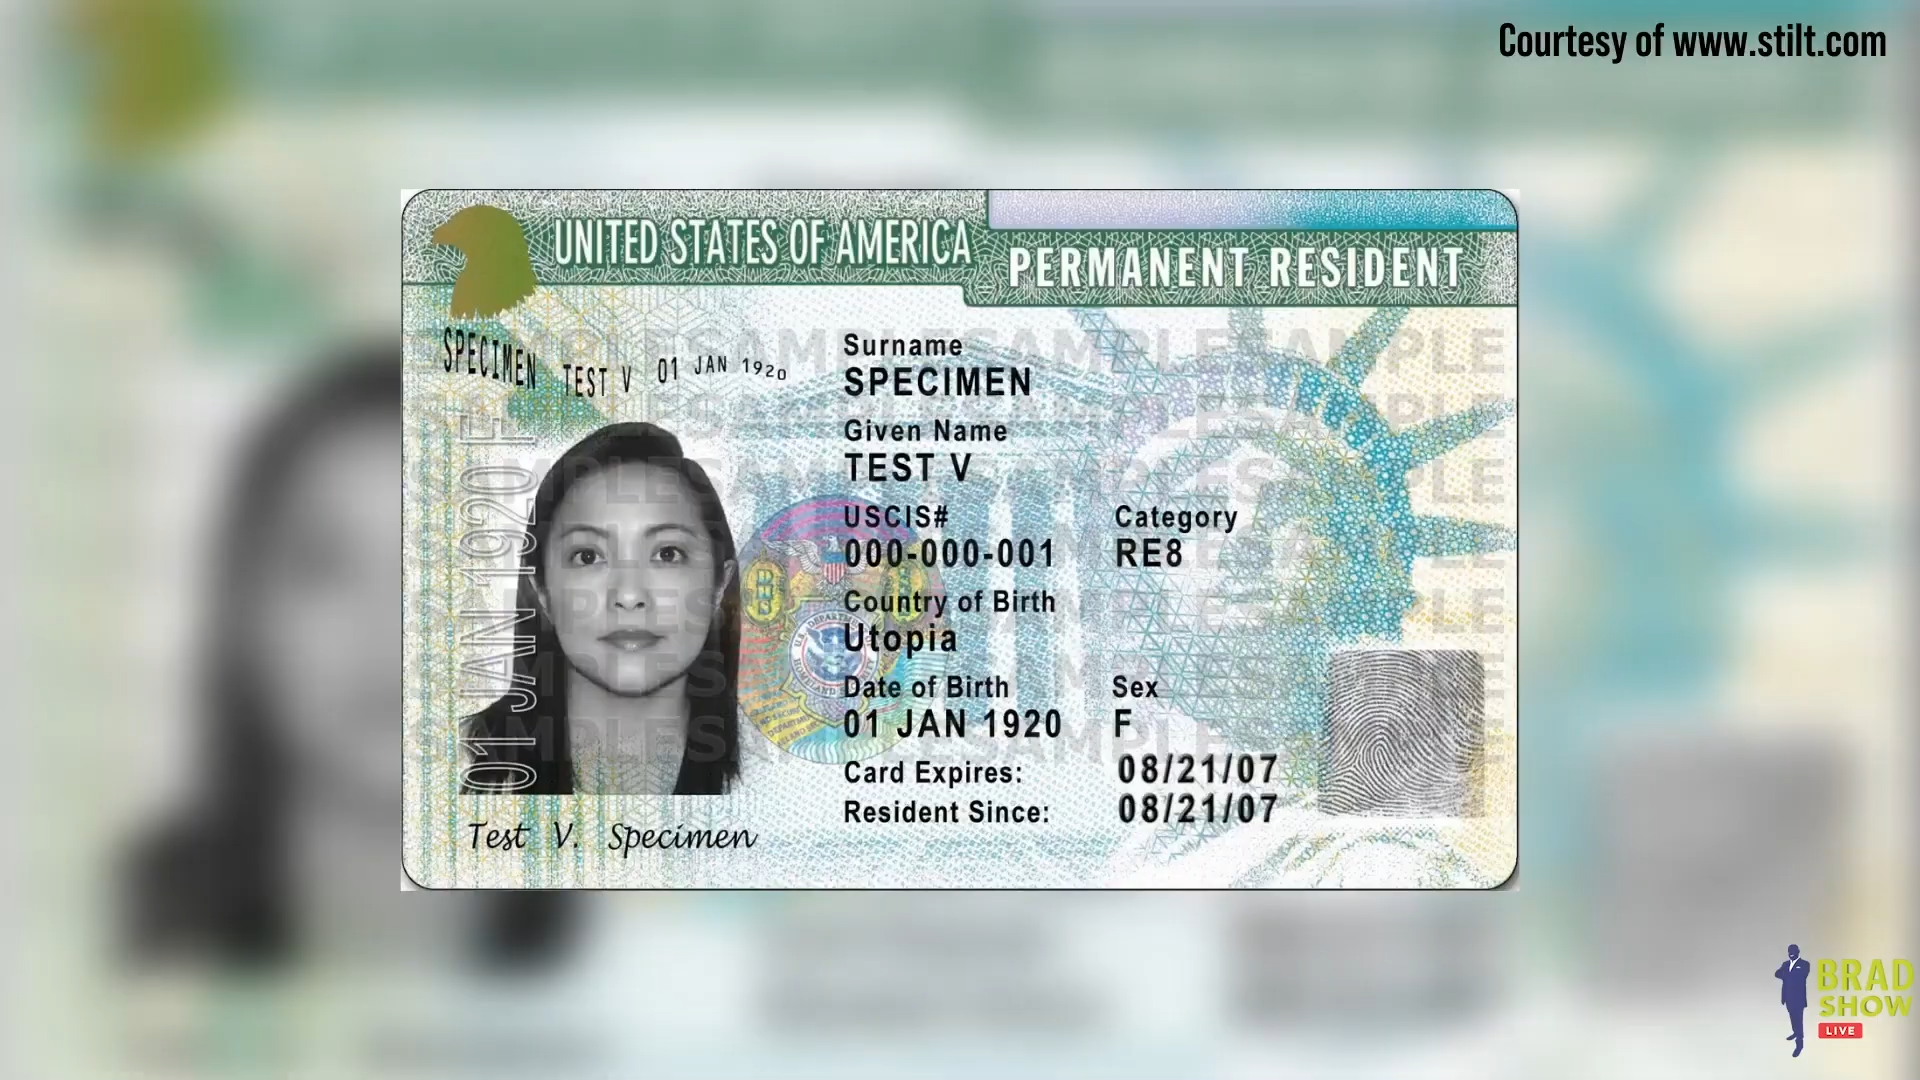 Courtesy of www.stilt.com
UNITED STATES OF AMERICA
PERMANENT RESIDENT
SPECIMEN TEST V 01 JAN 1920
Surname
SPECIMEN
Given Name
TEST V
USCIS#
000-000-001
Category
RE8
Country of Birth
Utopia
Date of Birth
01 JAN 1920
Sex
F
Card Expires: 08/21/07
Resident Since: 08/21/07
01 JAN 1920 F
Test V. Specimen
SAMPLESAMPLESAMPLE
BRAD
SHOW
LIVE